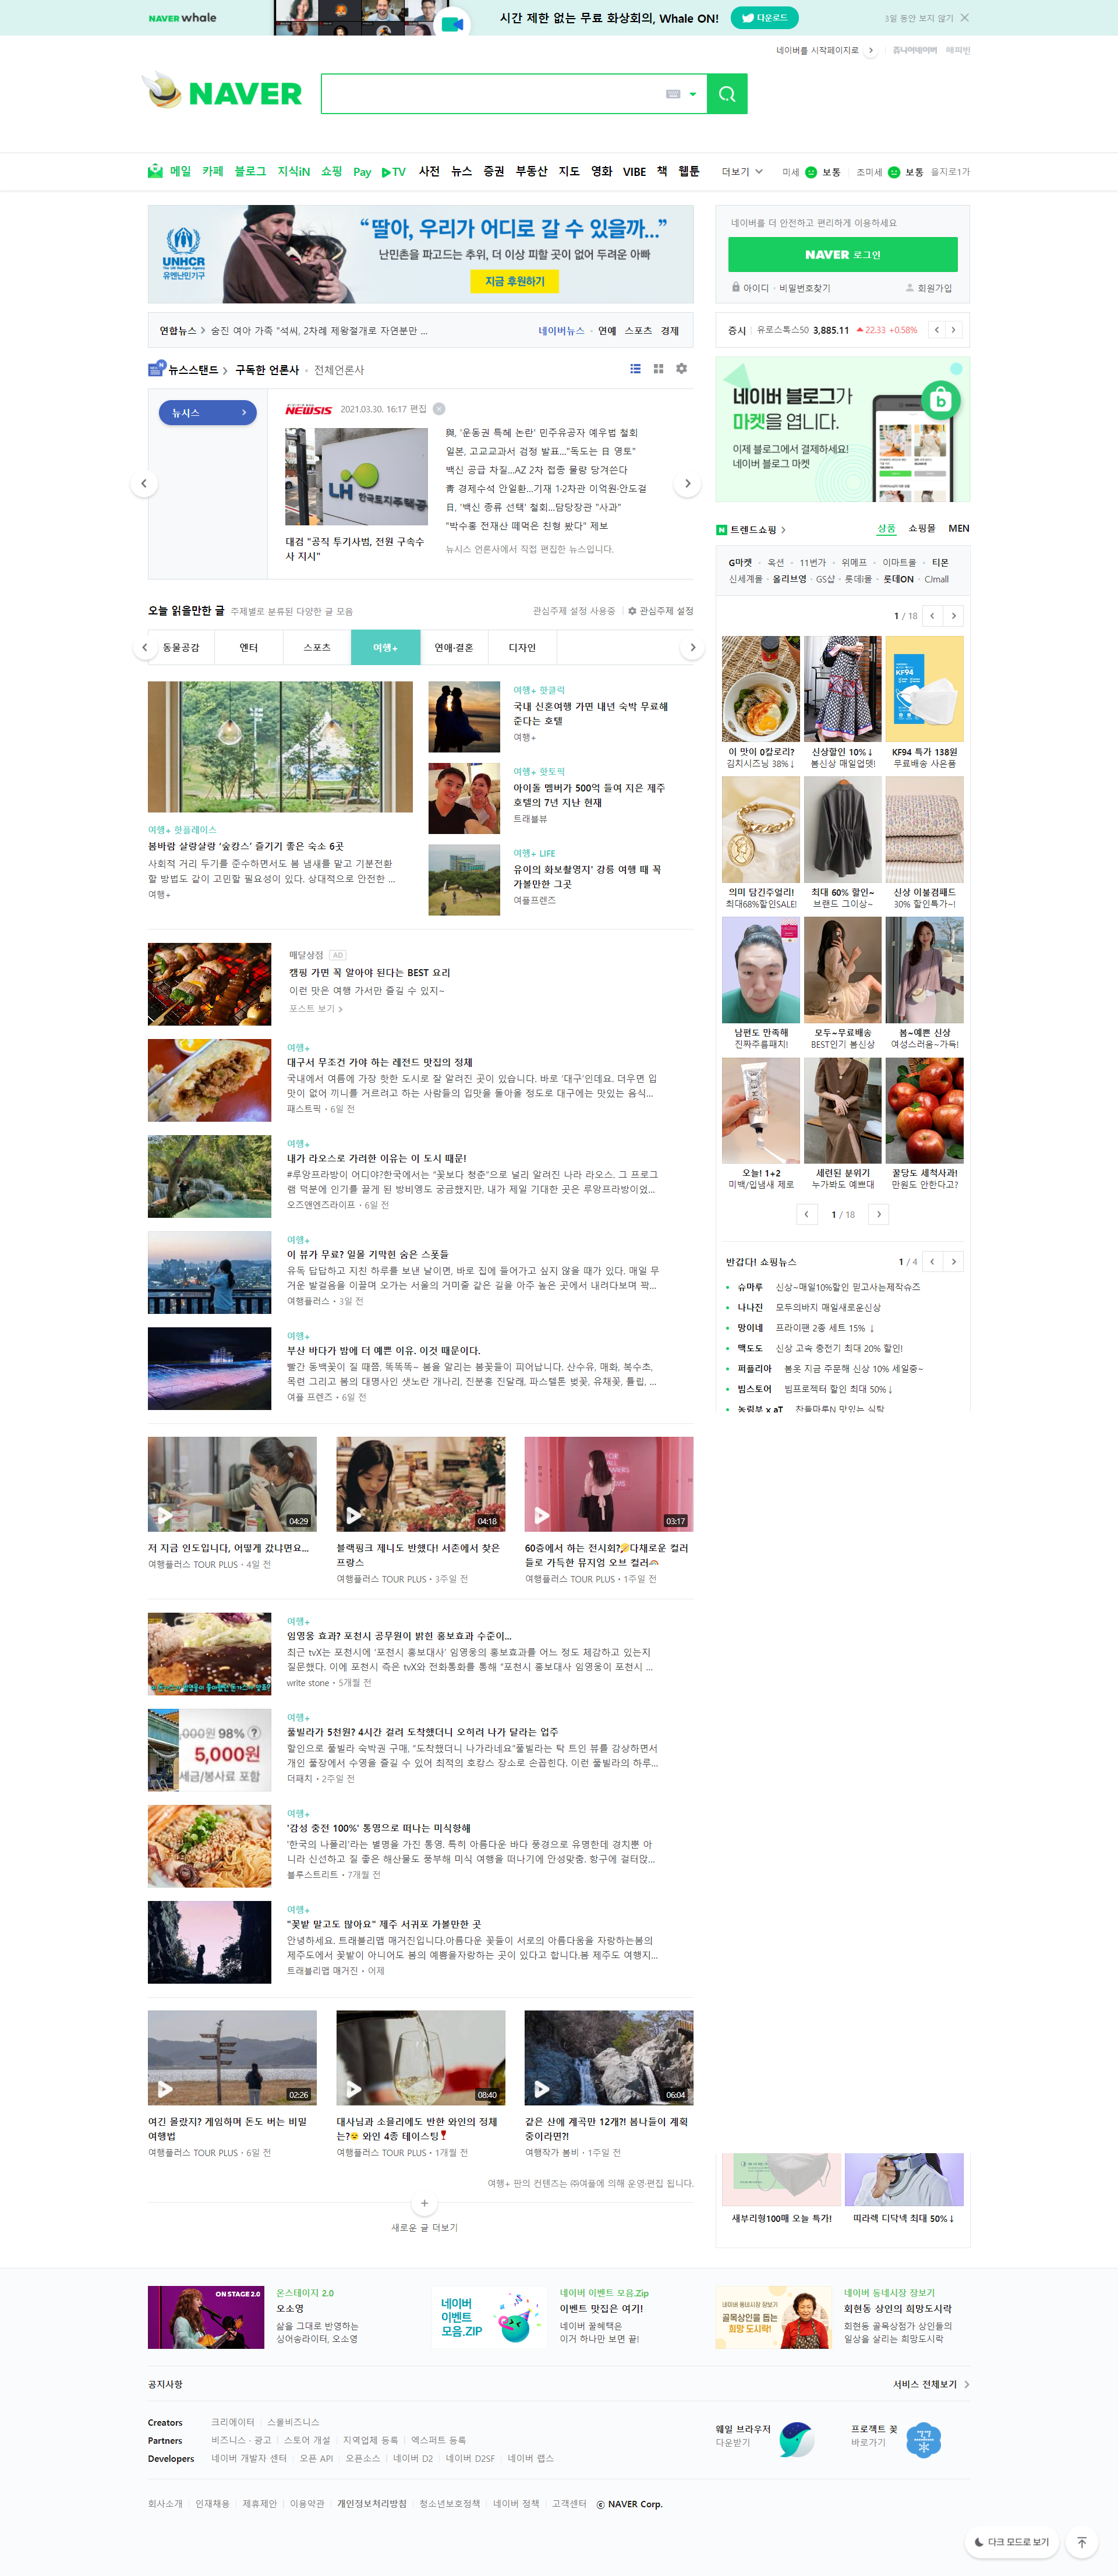 NAVER whale
시간 제한 없는 무료 화상회의, Whale ON!
다운로드
3일 동안 보지 않기
네이버를 시작페이지로
쥬니어네이버 해피빈
NAVER
메일 카페 블로그 지식iN 쇼핑 Pay TV 사전 뉴스 증권 부동산 지도 영화 VIBE 책 웹툰
더보기
미세 보통 초미세 보통 을지로1가
UNHCR
유엔난민기구
“딸아, 우리가 어디로 갈 수 있을까...”
난민촌을 파고드는 추위, 더 이상 피할 곳이 없어 두려운 아빠
지금 후원하기
네이버를 더 안전하고 편리하게 이용하세요
NAVER 로그인
아이디 · 비밀번호찾기
회원가입
연합뉴스 > 숨진 여아 가족 "석씨, 2차례 제왕절개로 자연분만 ...
네이버뉴스 · 연예 스포츠 경제
증시 유로스톡스50 3,885.11 22.33 +0.58%
뉴스스탠드 > 구독한 언론사 · 전체언론사
뉴시스
NEWSIS 2021.03.30. 16:17 편집
LH 한국토지주택공
대검 "공직 투기사범, 전원 구속수
사 지시"
與, '운동권 특혜 논란' 민주유공자 예우법 철회
일본, 고교교과서 검정 발표..."독도는 日 영토"
백신 공급 차질...AZ 2차 접종 물량 당겨쓴다
靑 경제수석 안일환...기재 1·2차관 이억원·안도걸
日, '백신 종류 선택' 철회...담당장관 "사과"
"박수홍 전재산 떼먹은 친형 봤다" 제보
뉴시스 언론사에서 직접 편집한 뉴스입니다.
네이버 블로그가
마켓을 엽니다.
이제 블로그에서 결제하세요!
네이버 블로그 마켓
오늘 읽을만한 글 주제별로 분류된 다양한 글 모음
관심주제 설정 사용중 관심주제 설정
동물공감 엔터 스포츠 여행+ 연애·결혼 디자인
여행+ 핫플레이스
봄바람 살랑살랑 '숲캉스' 즐기기 좋은 숙소 6곳
사회적 거리 두기를 준수하면서도 봄 냄새를 맡고 기분전환
할 방법도 같이 고민할 필요성이 있다. 상대적으로 안전한 ...
여행+
여행+ 핫클릭
국내 신혼여행 가면 내년 숙박 무료해
준다는 호텔
여행+
여행+ 핫토픽
아이돌 멤버가 500억 들여 지은 제주
호텔의 7년 지난 현재
트래블뷰
여행+ LIFE
유이의 화보촬영지' 강릉 여행 때 꼭
가볼만한 그곳
여플프렌즈
매달상점 AD
캠핑 가면 꼭 알아야 된다는 BEST 요리
이런 맛은 여행 가서만 즐길 수 있지~
포스트 보기 >
여행+
대구서 무조건 가야 하는 레전드 맛집의 정체
국내에서 여름에 가장 핫한 도시로 잘 알려진 곳이 있습니다. 바로 '대구'인데요. 더우면 입
맛이 없어 끼니를 거르려고 하는 사람들의 입맛을 돌아올 정도로 대구에는 맛있는 음식...
패스트픽 · 6일 전
여행+
내가 라오스로 가려한 이유는 이 도시 때문!
#루앙프라방이 어디야?한국에서는 “꽃보다 청춘”으로 널리 알려진 나라 라오스. 그 프로그
램 덕분에 인기를 끌게 된 방비엥도 궁금했지만, 내가 제일 기대한 곳은 루앙프라방이었...
오즈앤엔즈라이프 · 6일 전
여행+
이 뷰가 무료? 일몰 기막힌 숨은 스폿들
유독 답답하고 지친 하루를 보낸 날이면, 바로 집에 들어가고 싶지 않을 때가 있다. 매일 무
거운 발걸음을 이끌며 오가는 서울의 거미줄 같은 길을 아주 높은 곳에서 내려다보며 꽉...
여행플러스 · 3일 전
여행+
부산 바다가 밤에 더 예쁜 이유. 이것 때문이다.
빨간 동백꽃이 질 때쯤, 똑똑똑~ 봄을 알리는 봄꽃들이 피어납니다. 산수유, 매화, 복수초,
목련 그리고 봄의 대명사인 샛노란 개나리, 진분홍 진달래, 파스텔톤 벚꽃, 유채꽃, 튤립, ...
여플 프렌즈 · 6일 전
04:29
저 지금 인도입니다, 어떻게 갔냐면요...
여행플러스 TOUR PLUS · 4일 전
04:18
블랙핑크 제니도 반했다! 서촌에서 찾은
프랑스
여행플러스 TOUR PLUS · 3주일 전
03:17
60층에서 하는 전시회?🤔다채로운 컬러
들로 가득한 뮤지엄 오브 컬러🌈
여행플러스 TOUR PLUS · 1주일 전
여행+
임영웅 효과? 포천시 공무원이 밝힌 홍보효과 수준이...
최근 tvX는 포천시에 '포천시 홍보대사' 임영웅의 홍보효과를 어느 정도 체감하고 있는지
질문했다. 이에 포천시 측은 tvX와 전화통화를 통해 “포천시 홍보대사 임영웅이 포천시 ...
write stone · 5개월 전
,000원 98%
5,000원
세금/봉사료 포함
여행+
풀빌라가 5천원? 4시간 걸려 도착했더니 오히려 나가 달라는 업주
할인으로 풀빌라 숙박권 구매, “도착했더니 나가라네요”풀빌라는 탁 트인 뷰를 감상하면서
개인 풀장에서 수영을 즐길 수 있어 최적의 호캉스 장소로 손꼽힌다. 이런 풀빌라의 하루...
더패치 · 2주일 전
여행+
'감성 충전 100%' 통영으로 떠나는 미식항해
'한국의 나폴리'라는 별명을 가진 통영. 특히 아름다운 바다 풍경으로 유명한데 경치뿐 아
니라 신선하고 질 좋은 해산물도 풍부해 미식 여행을 떠나기에 안성맞춤. 항구에 걸터앉...
블루스트리트 · 7개월 전
여행+
"꽃밭 말고도 많아요" 제주 서귀포 가볼만한 곳
안녕하세요. 트래블리맵 매거진입니다.아름다운 꽃들이 서로의 아름다움을 자랑하는봄의
제주도에서 꽃밭이 아니어도 봄의 예쁨을자랑하는 곳이 있다고 합니다.봄 제주도 여행지...
트래블리맵 매거진 · 어제
02:26
여긴 몰랐지? 게임하며 돈도 버는 비밀
여행법
여행플러스 TOUR PLUS · 6일 전
08:40
대사님과 소믈리에도 반한 와인의 정체
는?😉 와인 4종 테이스팅🍷
여행플러스 TOUR PLUS · 1개월 전
06:04
같은 산에 계곡만 12개?! 봄나들이 계획
중이라면?!
여행작가 봄비 · 1주일 전
여행+ 판의 컨텐츠는 ㈜여플에 의해 운영·편집 됩니다.
새로운 글 더보기
트렌드쇼핑 >
상품 쇼핑몰 MEN
G마켓 · 옥션 · 11번가 · 위메프 · 이마트몰 · 티몬
신세계몰 · 올리브영 · GS샵 · 롯데i몰 · 롯데ON · CJmall
1 / 18
KF94
이 맛이 0칼로리?
김치시즈닝 38%↓
신상할인 10%↓
봄신상 매일업뎃!
KF94 특가 138원
무료배송 사은품
의미 담긴주얼리!
최대68%할인SALE!
최대 60% 할인~
브랜드 그이상~
신상 이불겸패드
30% 할인특가~!
남편도 만족해
진짜주름패치!
모두~무료배송
BEST인기 봄신상
봄~예쁜 신상
여성스러움~가득!
오늘! 1+2
미백/입냄새 제로
세련된 분위기
누가봐도 예쁘대
꿀당도 세척사과!
만원도 안한다고?
1 / 18
반갑다! 쇼핑뉴스 1 / 4
슈마루 신상~매일10%할인 믿고사는제작슈즈
나나진 모두의바지 매일새로운신상
망이네 프라이팬 2종 세트 15% ↓
맥도도 신상 고속 충전기 최대 20% 할인!
퍼플리아 봄옷 지금 주문해 신상 10% 세일중~
빔스토어 빔프로젝터 할인 최대 50%↓
농림부 x aT 찬들마루N 맛있는 식탁
새부리형100매 오늘 특가!
띠라렉 디닥넥 최대 50%↓
ON STAGE 2.0
온스테이지 2.0
오소영
삶을 그대로 반영하는
싱어송라이터, 오소영
네이버
이벤트
모음.ZIP
네이버 이벤트 모음.Zip
이벤트 맛집은 여기!
네이버 꿀혜택은
이거 하나만 보면 끝!
네이버 동네시장 장보기
골목상인을 돕는
희망 도시락!
네이버 동네시장 장보기
회현동 상인의 희망도시락
회현동 골목상점가 상인들의
일상을 살리는 희망도시락
공지사항
서비스 전체보기
Creators 크리에이터 스몰비즈니스
Partners 비즈니스 · 광고 스토어 개설 지역업체 등록 엑스퍼트 등록
Developers 네이버 개발자 센터 오픈 API 오픈소스 네이버 D2 네이버 D2SF 네이버 랩스
웨일 브라우저
다운받기
프로젝트 꽃
바로가기
회사소개 인재채용 제휴제안 이용약관 개인정보처리방침 청소년보호정책 네이버 정책 고객센터 ⓒ NAVER Corp.
다크 모드로 보기